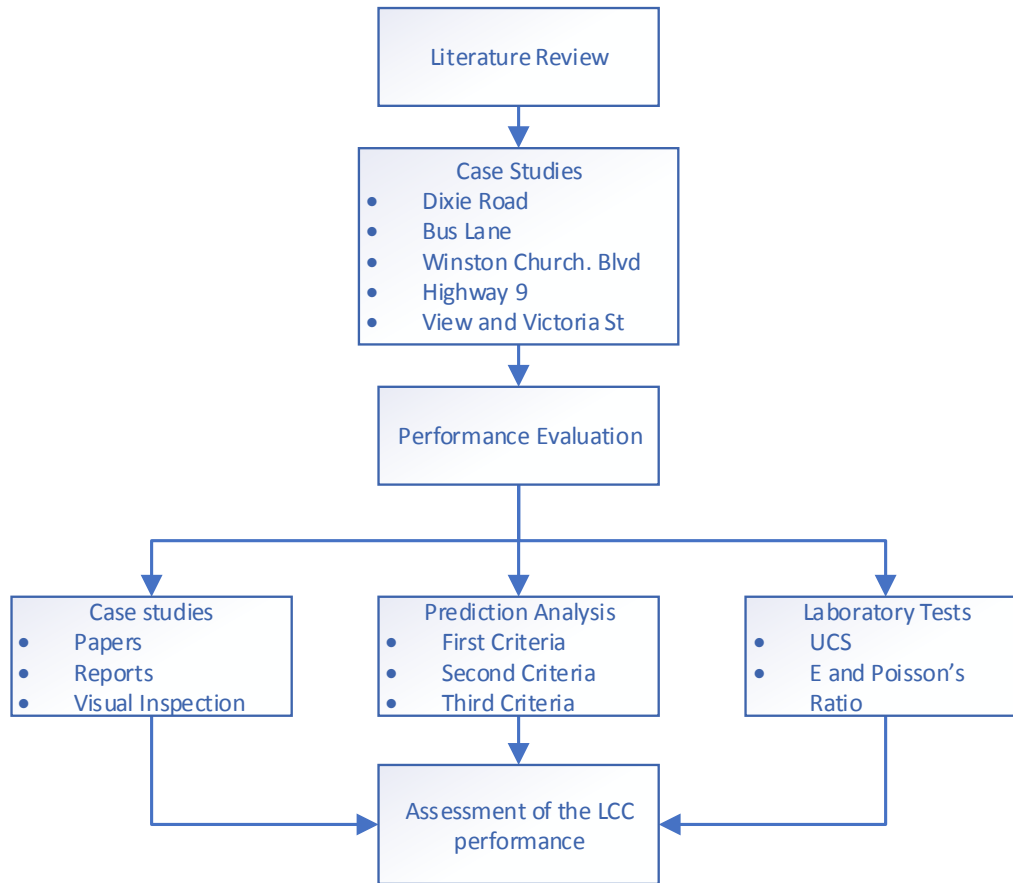 Literature Review
Case Studies
• Dixie Road
• Bus Lane
• Winston Church. Blvd
• Highway 9
• View and Victoria St
Performance Evaluation
Case studies
• Papers
• Reports
• Visual Inspection
Prediction Analysis
• First Criteria
• Second Criteria
• Third Criteria
Laboratory Tests
• UCS
• E and Poisson's
Ratio
Assessment of the LCC
performance